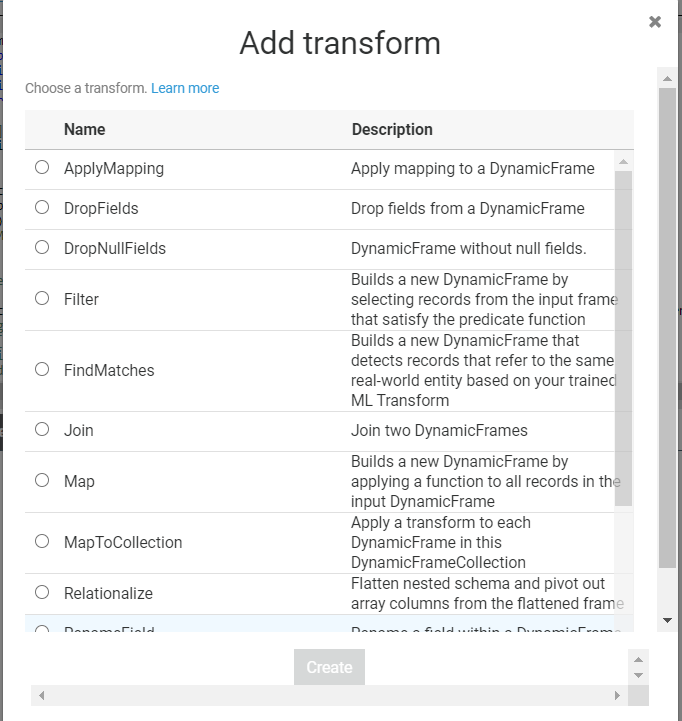 Add transform
Choose a transform. Learn more
Name Description
ApplyMapping Apply mapping to a DynamicFrame
DropFields Drop fields from a DynamicFrame
DropNullFields DynamicFrame without null fields.
Builds a new DynamicFrame by
Filter selecting records from the input frame
that satisfy the predicate function
Builds a new DynamicFrame that
detects records that refer to the same
FindMatches real-world entity based on your trained
ML Transform
Join Join two DynamicFrames
Builds a new DynamicFrame by
Map applying a function to all records in the
input DynamicFrame
Apply a transform to each
MapToCollection DynamicFrame in this
DynamicFrameCollection
Relationalize Flatten nested schema and pivot out
array columns from the flattened frame
RenameField Rename a field within a DynamicFrame
Create